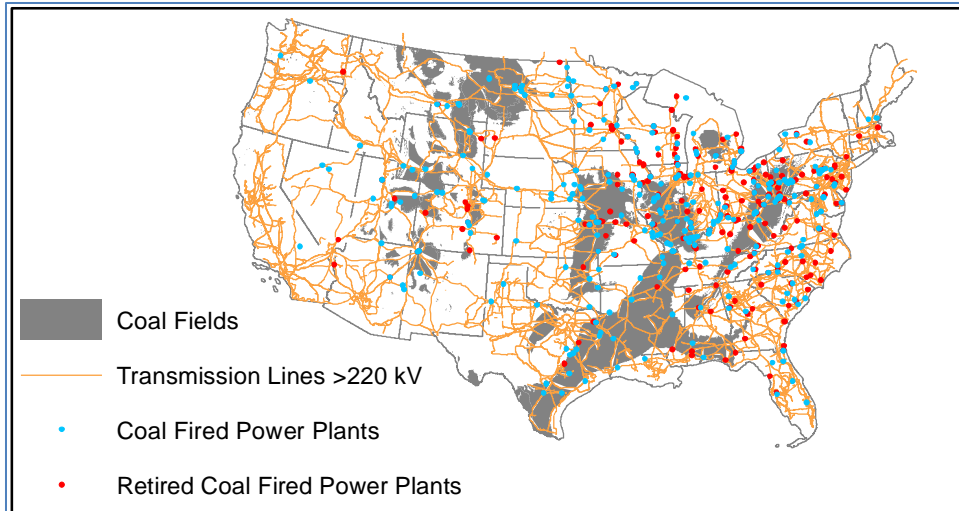 Coal Fields
Transmission Lines >220 kV
Coal Fired Power Plants
Retired Coal Fired Power Plants